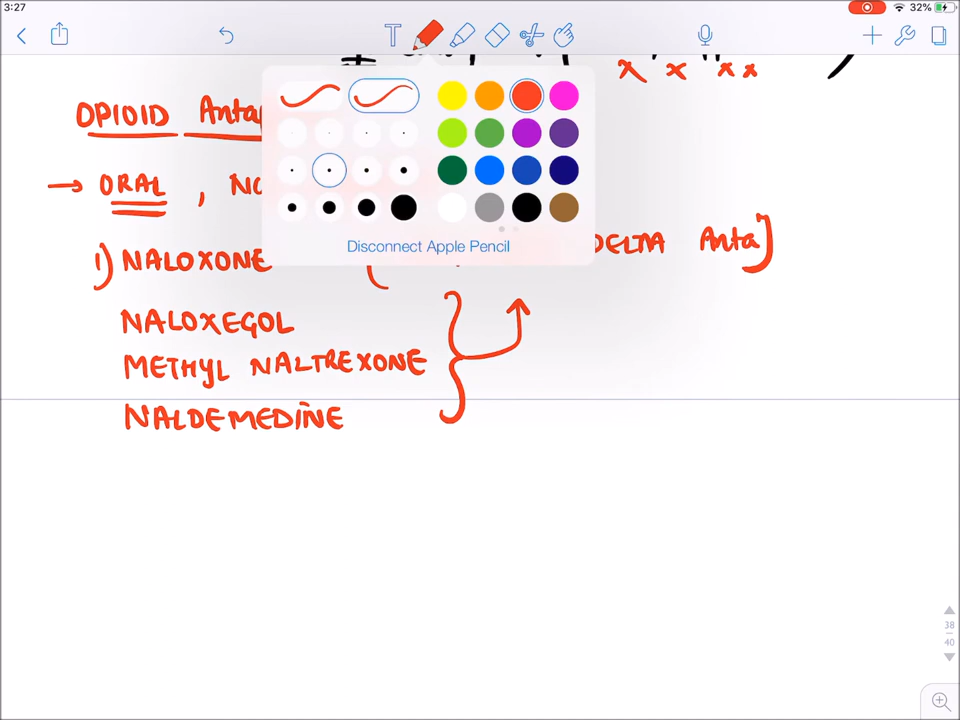 3:27
32%
T
x x x x
OPIOID Anta
→ ORAL , NO
DELTA Anta]
1) NALOXONE (
NALOXEGOL
METHYL NALTREXONE
NALDEMEDINE
Disconnect Apple Pencil
38
40